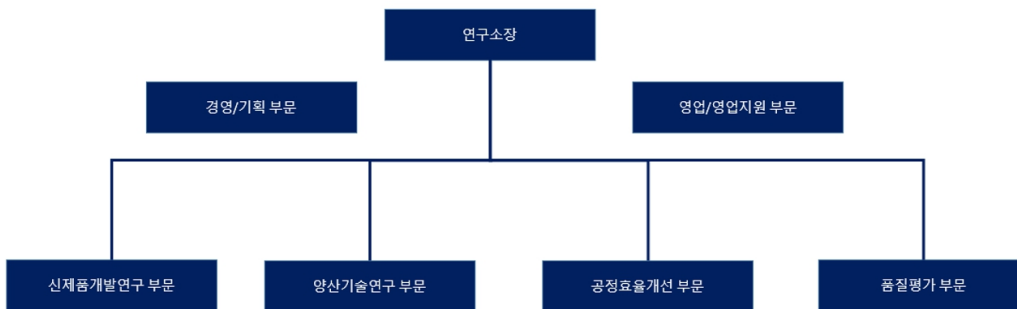 연구소장
경영/기획 부문
영업/영업지원 부문
신제품개발연구 부문
양산기술연구 부문
공정효율개선 부문
품질평가 부문